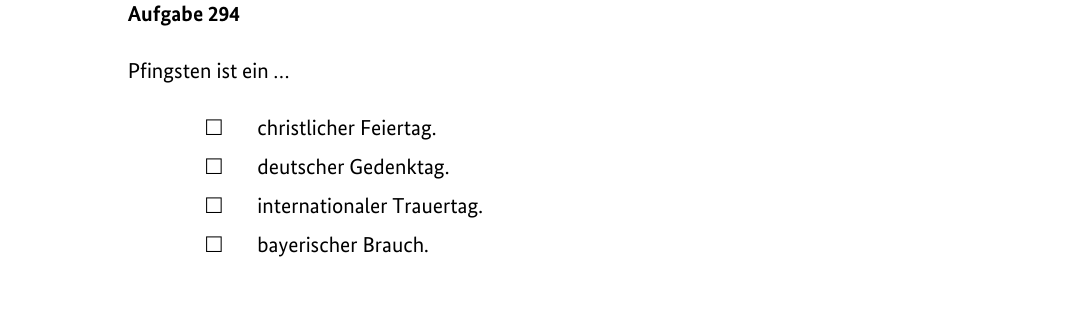 Aufgabe 294
Pfingsten ist ein …
☐ christlicher Feiertag.
☐ deutscher Gedenktag.
☐ internationaler Trauertag.
☐ bayerischer Brauch.